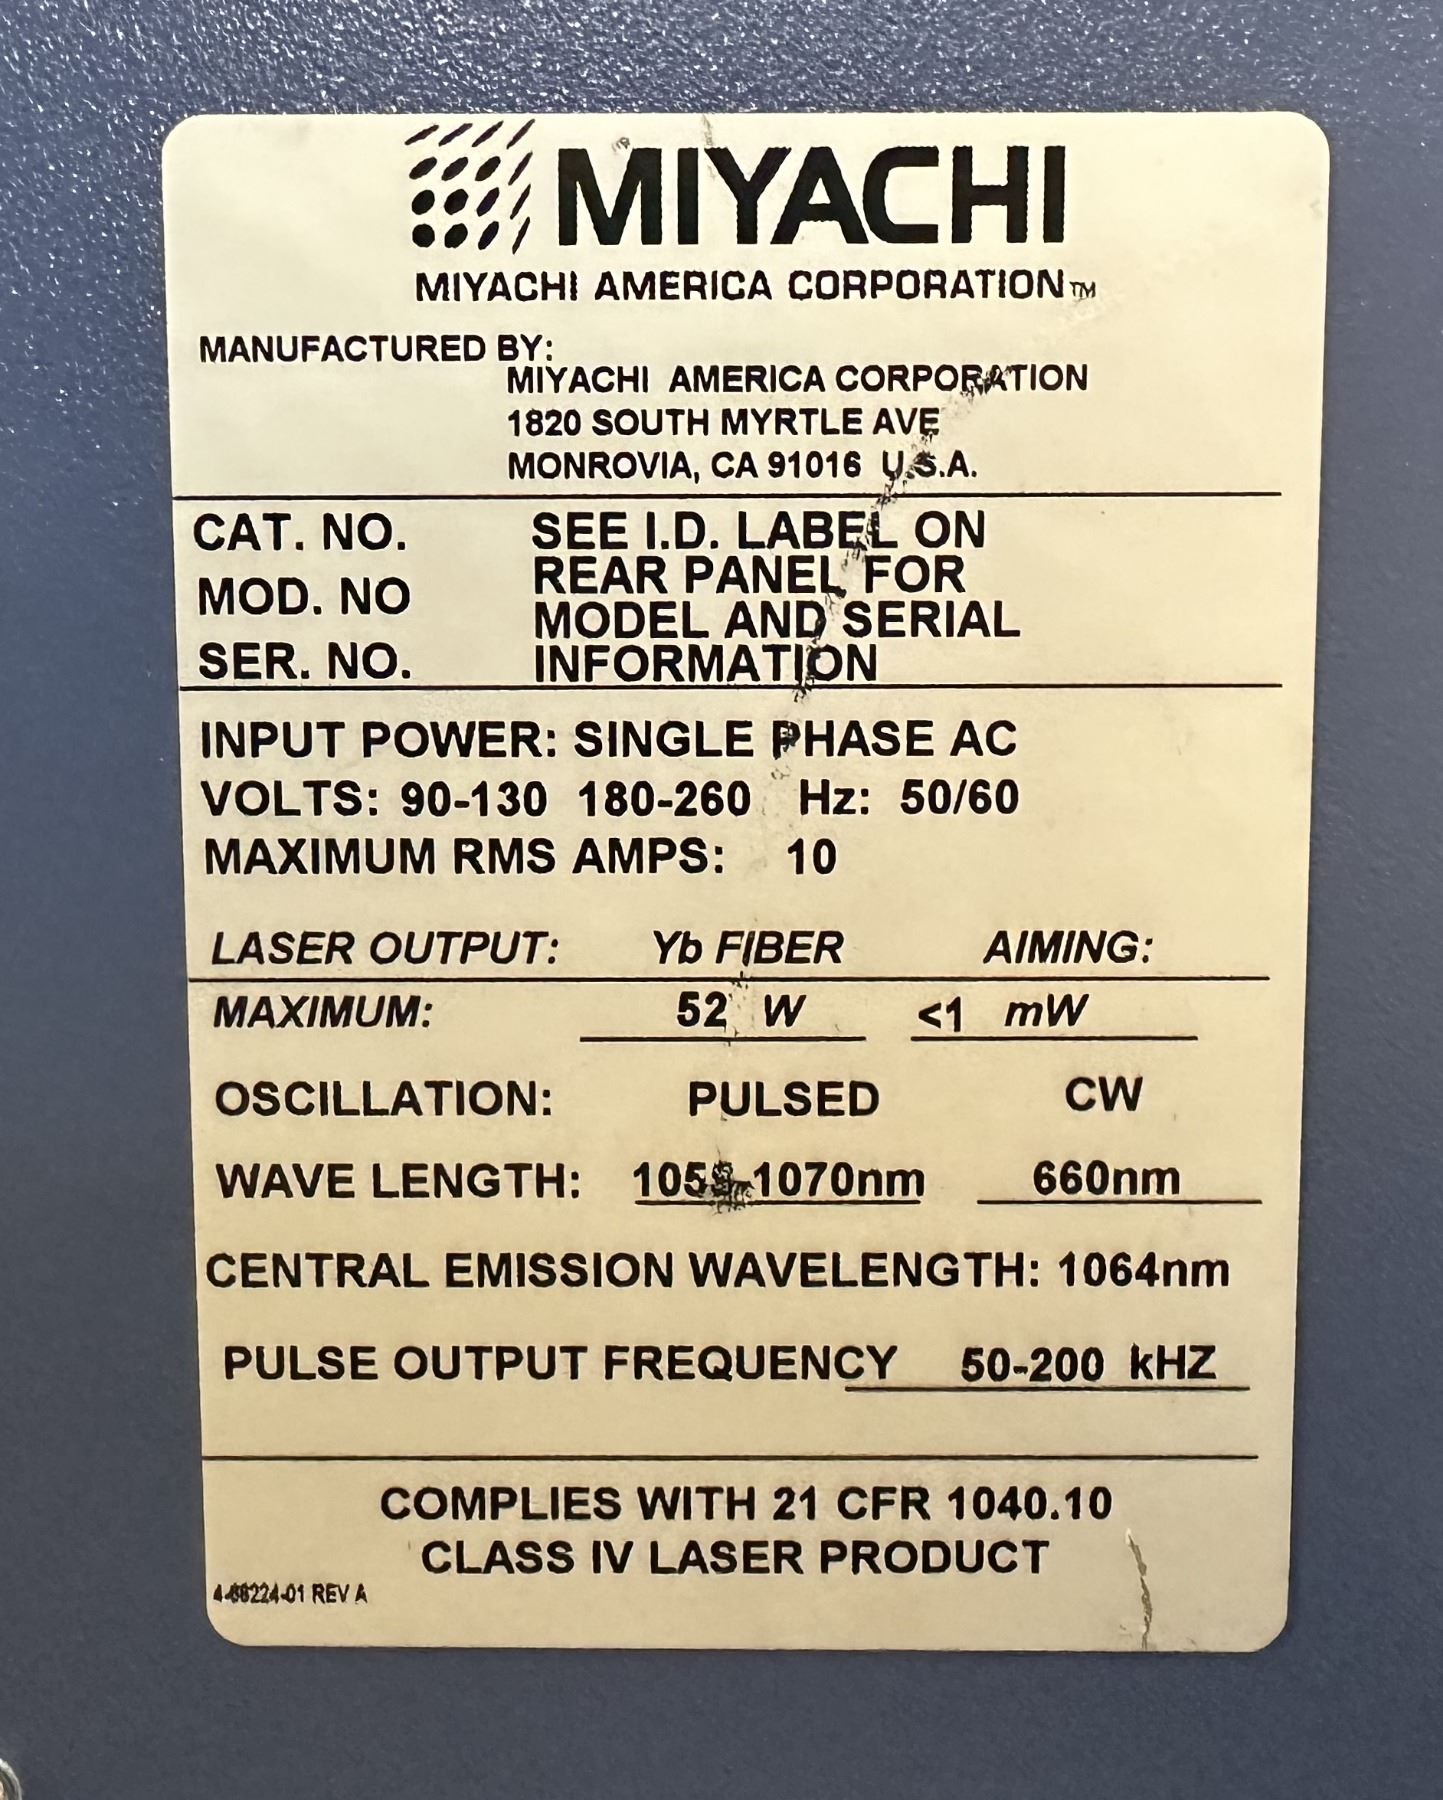 MIYACHI
MIYACHI AMERICA CORPORATION™
MANUFACTURED BY:
MIYACHI AMERICA CORPORATION
1820 SOUTH MYRTLE AVE
MONROVIA, CA 91016 U.S.A.
CAT. NO.
MOD. NO
SER. NO.
SEE I.D. LABEL ON
REAR PANEL FOR
MODEL AND SERIAL
INFORMATION
INPUT POWER: SINGLE PHASE AC
VOLTS: 90-130 180-260 Hz: 50/60
MAXIMUM RMS AMPS: 10
LASER OUTPUT: Yb FIBER AIMING:
MAXIMUM: 52 W <1 mW
OSCILLATION: PULSED CW
WAVE LENGTH: 1070nm 660nm
CENTRAL EMISSION WAVELENGTH: 1064nm
PULSE OUTPUT FREQUENCY 50-200 kHZ
COMPLIES WITH 21 CFR 1040.10
CLASS IV LASER PRODUCT
REV A